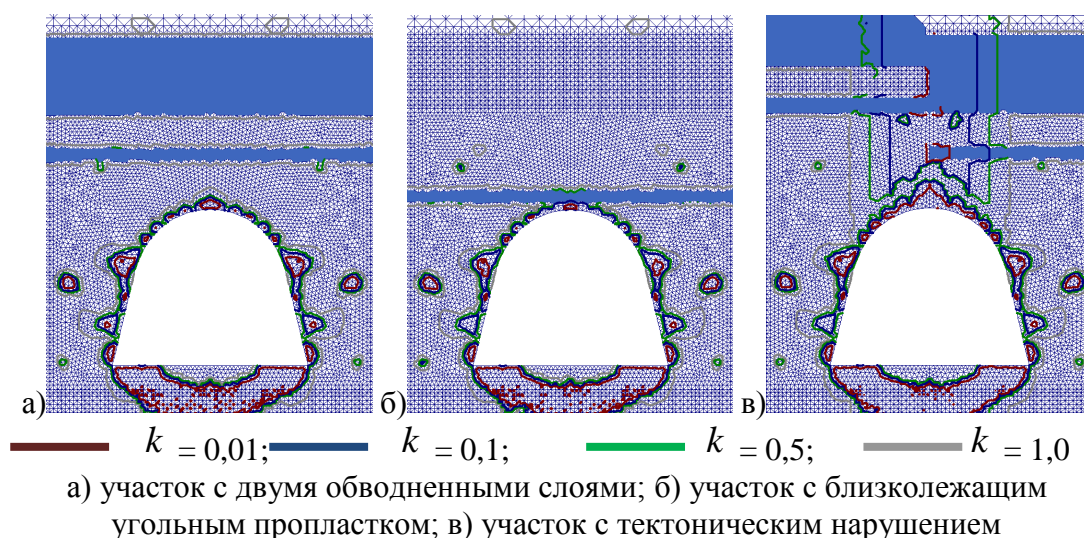 а) б) в)
k = 0,01; k = 0,1; k = 0,5; k = 1,0
а) участок с двумя обводненными слоями; б) участок с близколежащим
угольным пропластком; в) участок с тектоническим нарушением